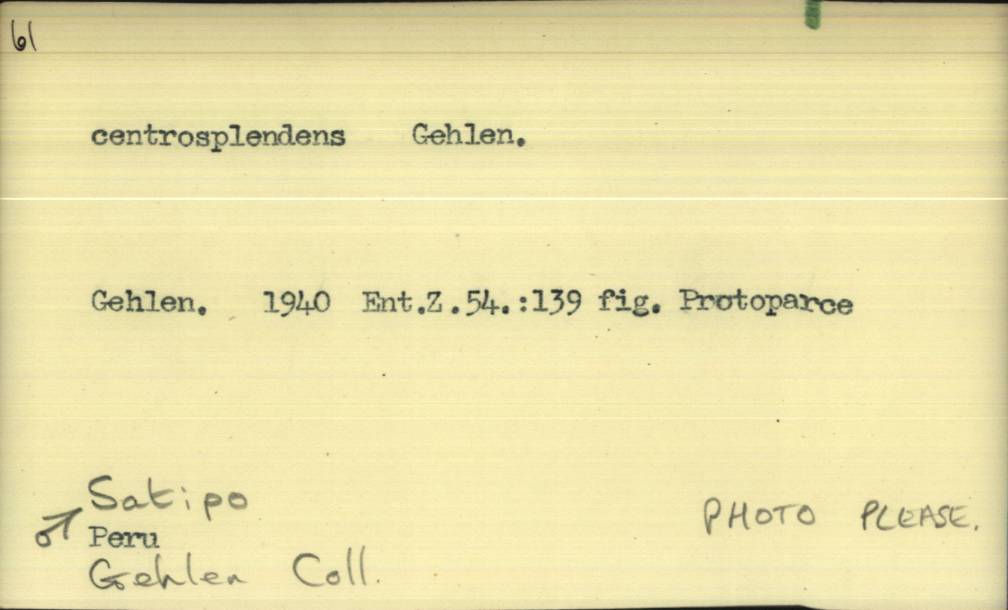 61
centrosplendens Gehlen.
Gehlen. 1940 Ent.Z.54.:139 fig. Protoparce
Satipo
♂ Peru
Gehlen Coll.
PHOTO PLEASE.